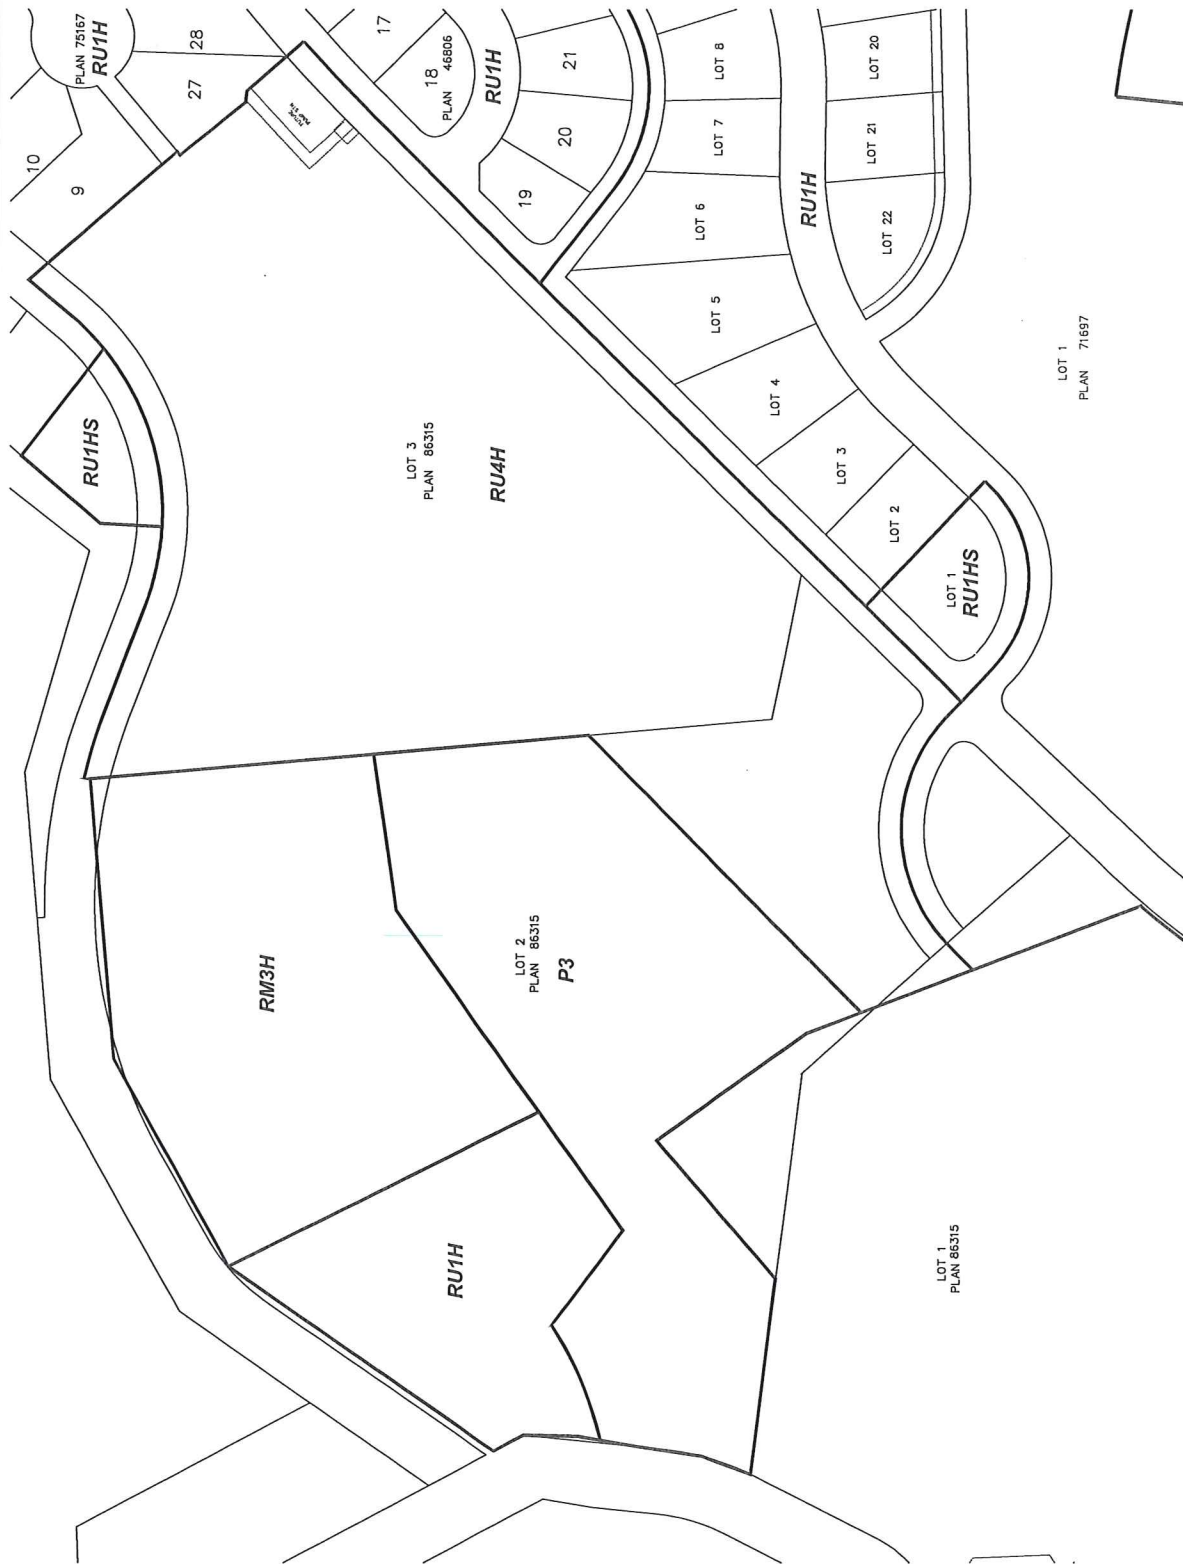 PLAN 75167
RU1H
28
27
10
9
FUTURE
PUMP STN
17
18
PLAN 46806
RU1H
21
20
19
LOT 8
LOT 7
LOT 6
LOT 5
LOT 4
LOT 3
LOT 2
LOT 1
RU1HS
LOT 20
LOT 21
LOT 22
RU1H
LOT 1
PLAN 71697
RU1HS
LOT 3
PLAN 86315
RU4H
RM3H
LOT 2
PLAN 86315
P3
RU1H
LOT 1
PLAN 86315